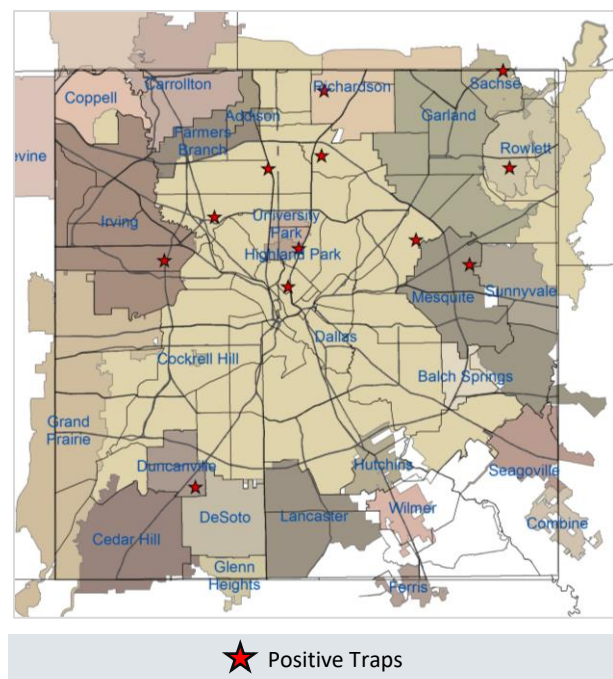 Sachse
Carrollton
Richardson
Coppell
Addison
Garland
Farmers
Branch
Rowlett
evine
University
Park
Irving
Highland Park
Mesquite
Sunnyvale
Dallas
Cockrell Hill
Balch Springs
Grand
Prairie
Duncanville
Hutchins
Seagoville
DeSoto
Lancaster
Wilmer
Combine
Cedar Hill
Glenn
Heights
Ferris
Positive Traps